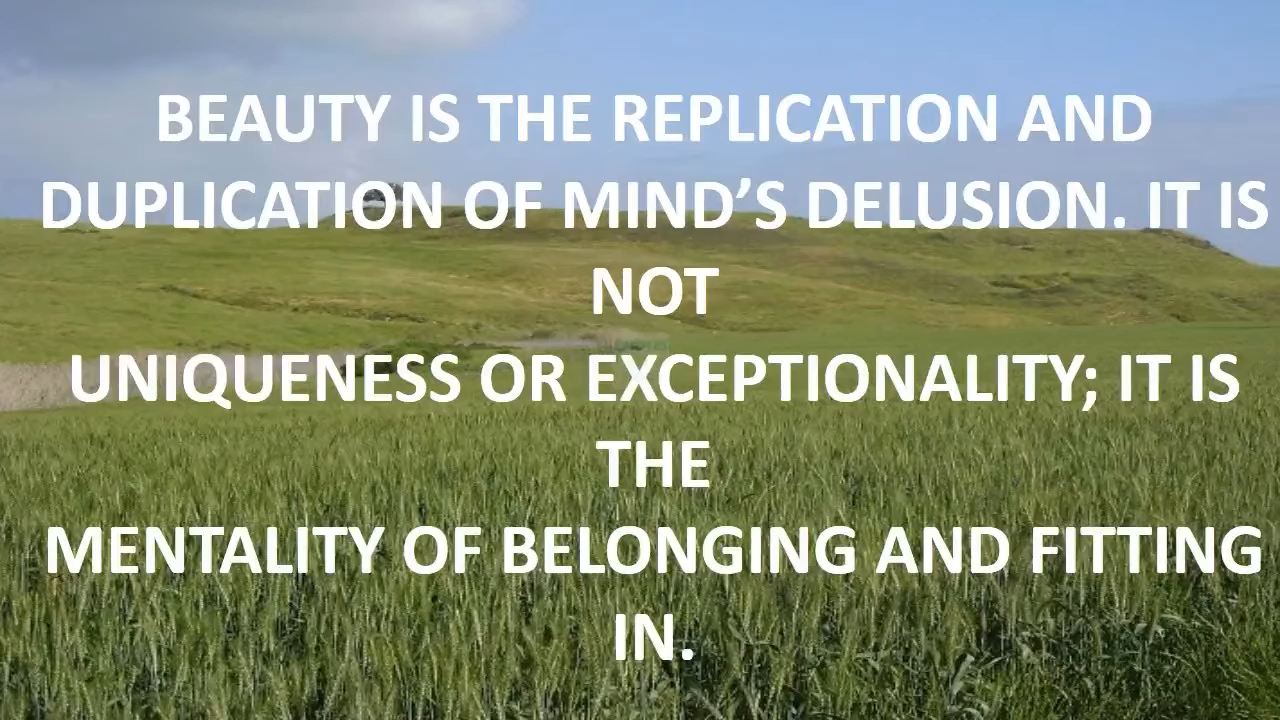 BEAUTY IS THE REPLICATION AND
DUPLICATION OF MIND’S DELUSION. IT IS
NOT
UNIQUENESS OR EXCEPTIONALITY; IT IS
THE
MENTALITY OF BELONGING AND FITTING
IN.